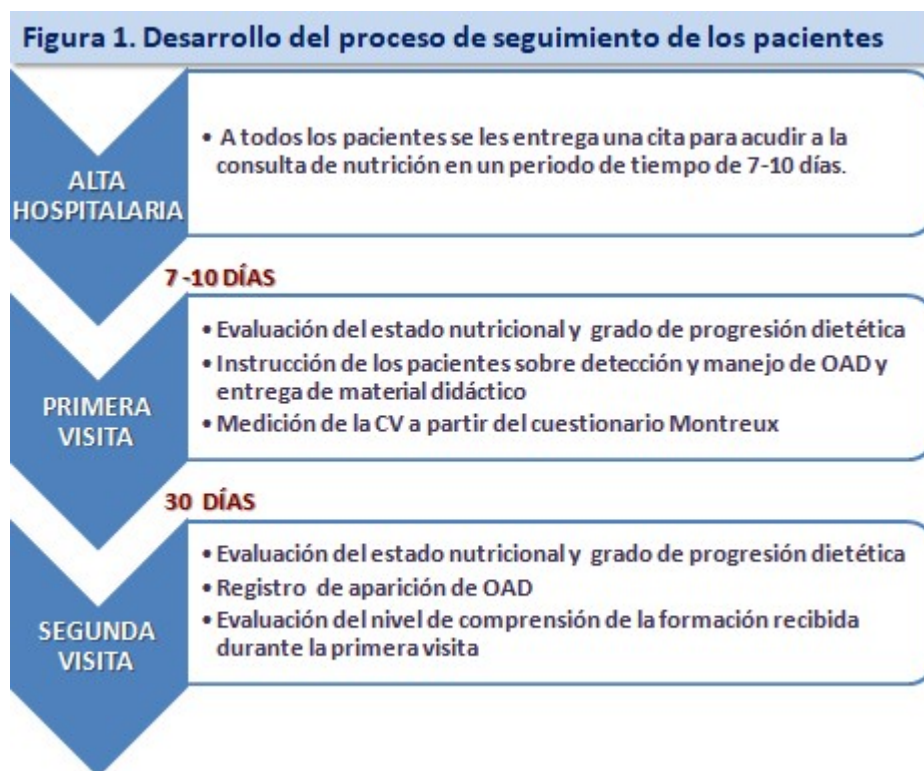 Figura 1. Desarrollo del proceso de seguimiento de los pacientes
ALTA
HOSPITALARIA
• A todos los pacientes se les entrega una cita para acudir a la
consulta de nutrición en un periodo de tiempo de 7-10 días.
7 -10 DÍAS
PRIMERA
VISITA
• Evaluación del estado nutricional y grado de progresión dietética
• Instrucción de los pacientes sobre detección y manejo de OAD y
entrega de material didáctico
• Medición de la CV a partir del cuestionario Montreux
30 DÍAS
SEGUNDA
VISITA
• Evaluación del estado nutricional y grado de progresión dietética
• Registro de aparición de OAD
• Evaluación del nivel de comprensión de la formación recibida
durante la primera visita